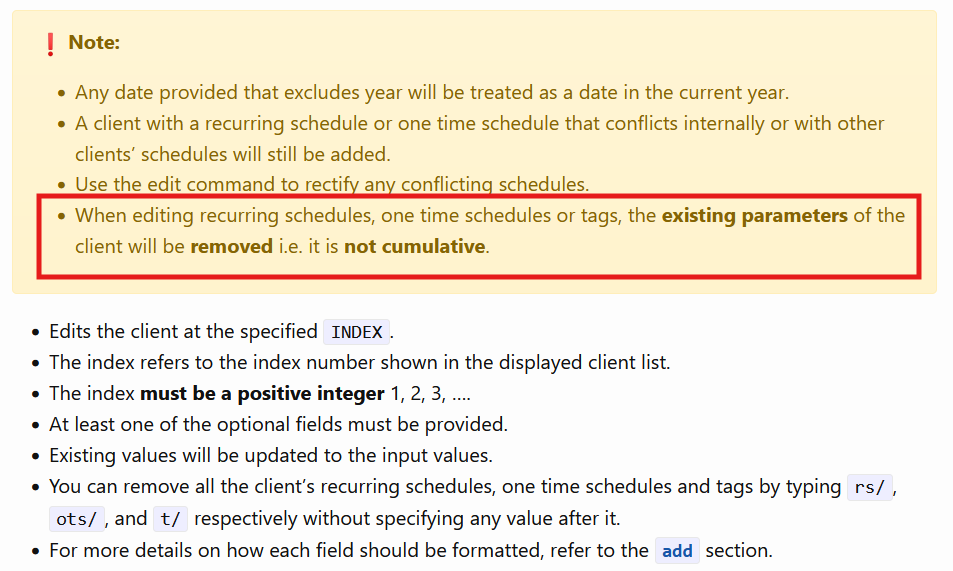 ❗ Note:
• Any date provided that excludes year will be treated as a date in the current year.
• A client with a recurring schedule or one time schedule that conflicts internally or with other
clients’ schedules will still be added.
• Use the edit command to rectify any conflicting schedules.
• When editing recurring schedules, one time schedules or tags, the existing parameters of the
client will be removed i.e. it is not cumulative.
• Edits the client at the specified INDEX.
• The index refers to the index number shown in the displayed client list.
• The index must be a positive integer 1, 2, 3, ….
• At least one of the optional fields must be provided.
• Existing values will be updated to the input values.
• You can remove all the client’s recurring schedules, one time schedules and tags by typing rs/,
ots/, and t/ respectively without specifying any value after it.
• For more details on how each field should be formatted, refer to the add section.